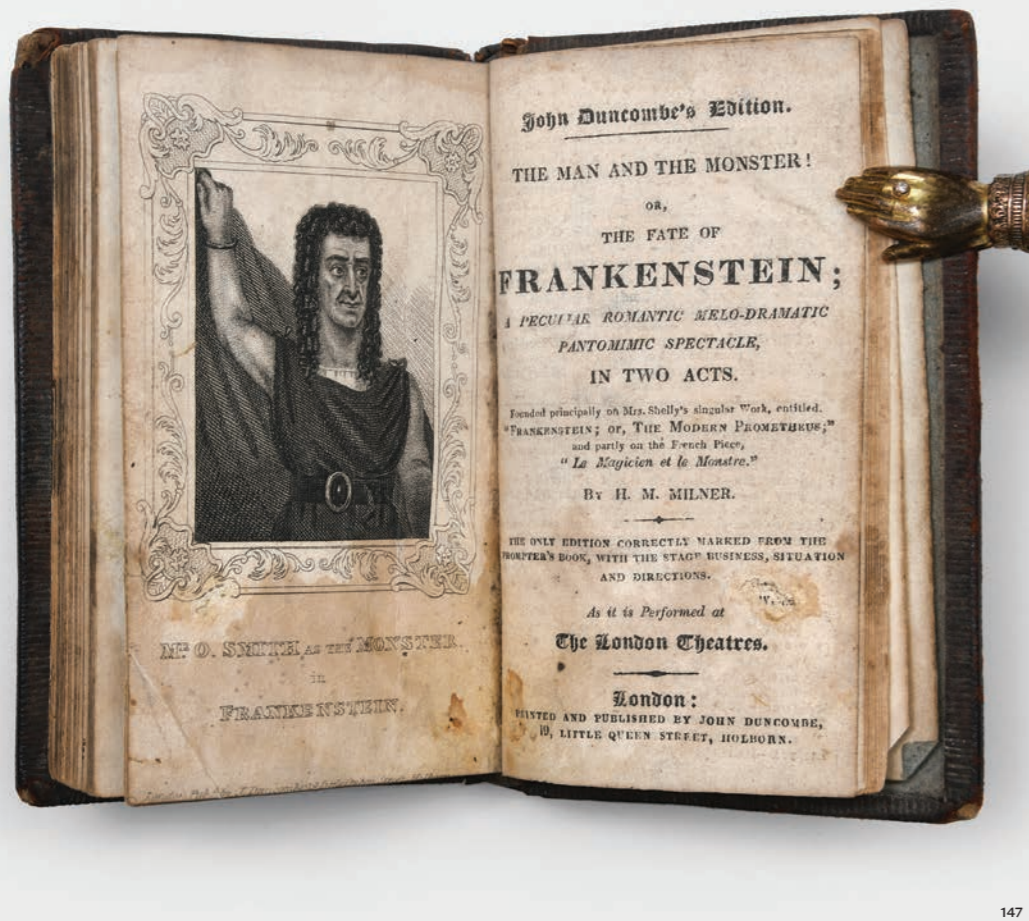 MR O. SMITH AS THE MONSTER
in
FRANKENSTEIN.
John Duncombe's Edition.
THE MAN AND THE MONSTER!
OR,
THE FATE OF
FRANKENSTEIN;
A PECULIAR ROMANTIC MELO-DRAMATIC
PANTOMIMIC SPECTACLE,
IN TWO ACTS.
Founded principally on Mrs. Shelly's singular Work, entitled,
"FRANKENSTEIN; or, THE MODERN PROMETHEUS;"
and partly on the French Piece,
"Le Magicien et le Monstre."
BY H. M. MILNER.
THE ONLY EDITION CORRECTLY MARKED FROM THE
PROMPTER'S BOOK, WITH THE STAGE BUSINESS, SITUATION
AND DIRECTIONS.
As it is Performed at
The London Theatres.
London:
PRINTED AND PUBLISHED BY JOHN DUNCOMBE,
19, LITTLE QUEEN STREET, HOLBORN.
147